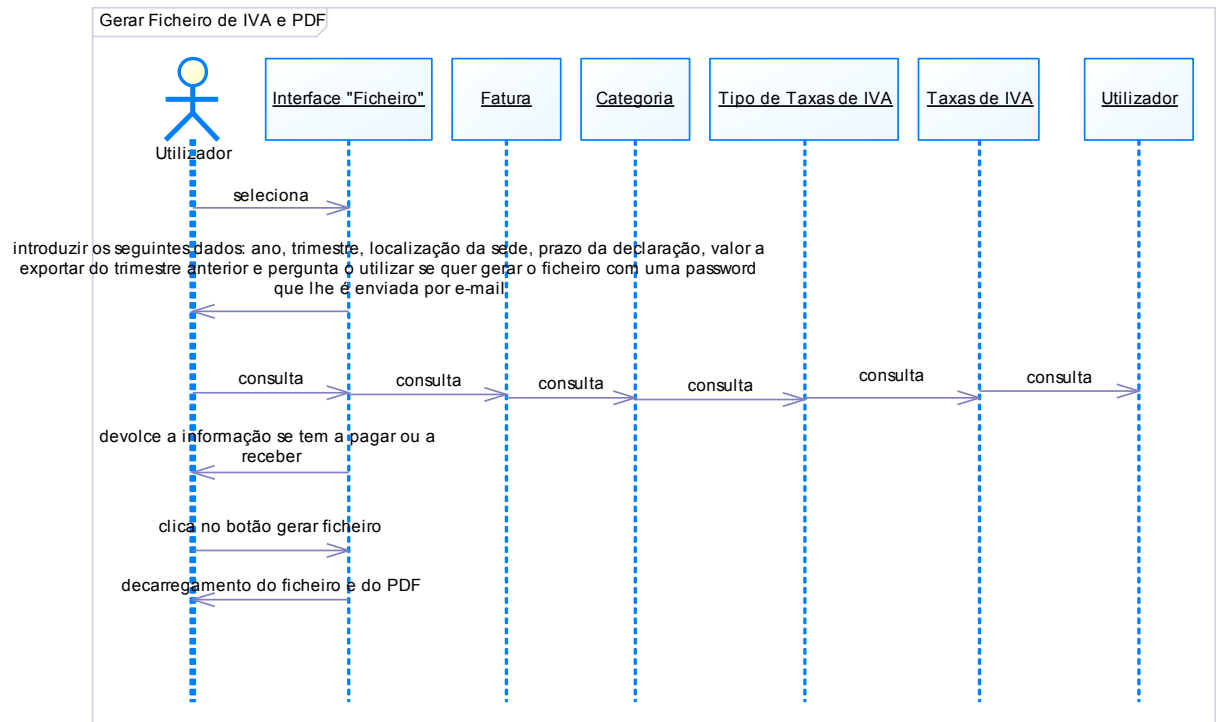 Gerar Ficheiro de IVA e PDF
Interface "Ficheiro"
Fatura
Categoria
Tipo de Taxas de IVA
Taxas de IVA
Utilizador
Utilizador
seleciona
introduzir os seguintes dados: ano, trimestre, localização da sede, prazo da declaração, valor a
exportar do trimestre anterior e pergunta o utilizar se quer gerar o ficheiro com uma password
que lhe é enviada por e-mail
consulta
consulta
consulta
consulta
consulta
consulta
devolce a informação se tem a pagar ou a
receber
clica no botão gerar ficheiro
decarregamento do ficheiro e do PDF